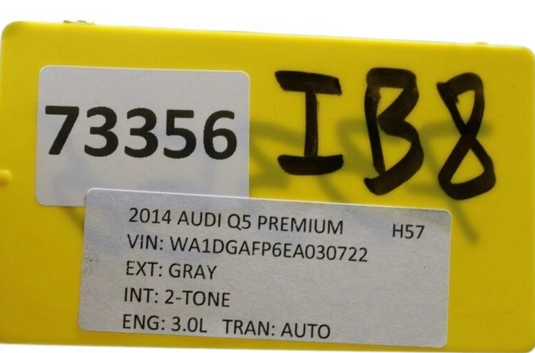 73356
IB8
2014 AUDI Q5 PREMIUM H57
VIN: WA1DGAFP6EA030722
EXT: GRAY
INT: 2-TONE
ENG: 3.0L TRAN: AUTO